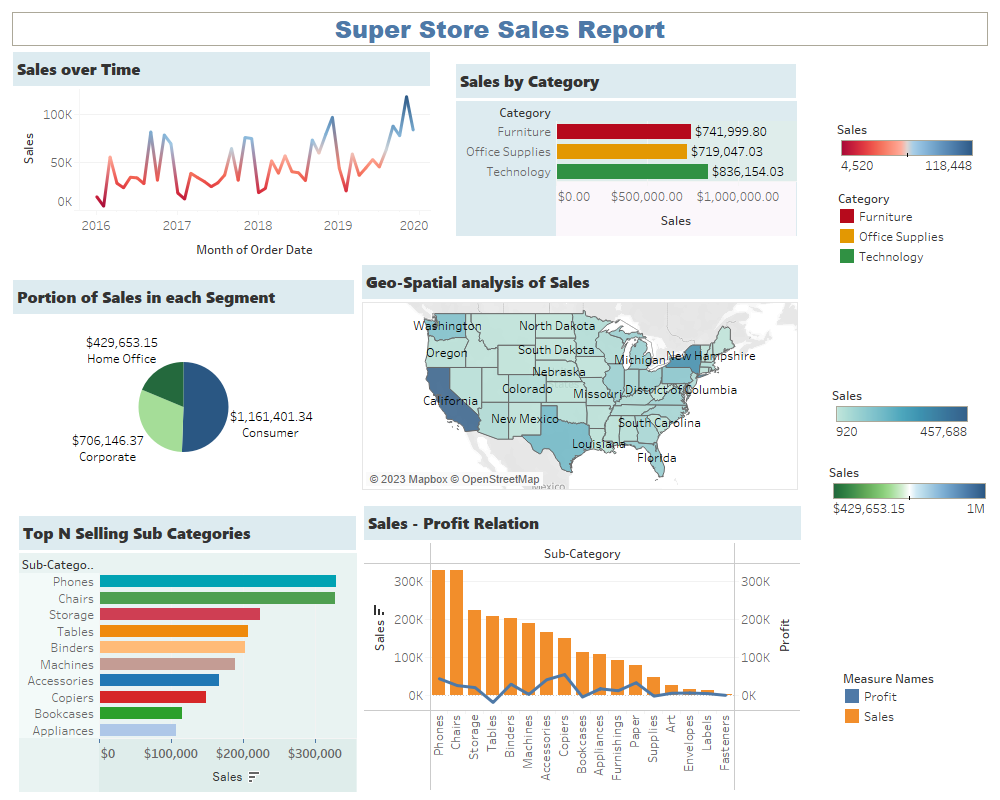 Super Store Sales Report
Sales over Time
100K
50K
0K
Sales
2016 2017 2018 2019 2020
Month of Order Date
Sales by Category
Category
Furniture $741,999.80
Office Supplies $719,047.03
Technology $836,154.03
$0.00 $500,000.00 $1,000,000.00
Sales
Sales
4,520 118,448
Category
Furniture
Office Supplies
Technology
Portion of Sales in each Segment
$429,653.15
Home Office
$1,161,401.34
Consumer
$706,146.37
Corporate
Geo-Spatial analysis of Sales
Washington North Dakota
Oregon South Dakota Michigan New Hampshire
Nebraska
Colorado Missouri District of Columbia
California
New Mexico South Carolina
Louisiana
Florida
© 2023 Mapbox © OpenStreetMap
Mexico
Sales
920 457,688
Sales
$429,653.15 1M
Top N Selling Sub Categories
Sub-Catego..
Phones
Chairs
Storage
Tables
Binders
Machines
Accessories
Copiers
Bookcases
Appliances
$0 $100,000 $200,000 $300,000
Sales
Sales - Profit Relation
Sub-Category
300K 300K
200K 200K
100K 100K
0K 0K
Sales
Profit
Phones
Chairs
Storage
Tables
Binders
Machines
Accessories
Copiers
Bookcases
Appliances
Furnishings
Paper
Supplies
Art
Envelopes
Labels
Fasteners
Measure Names
Profit
Sales